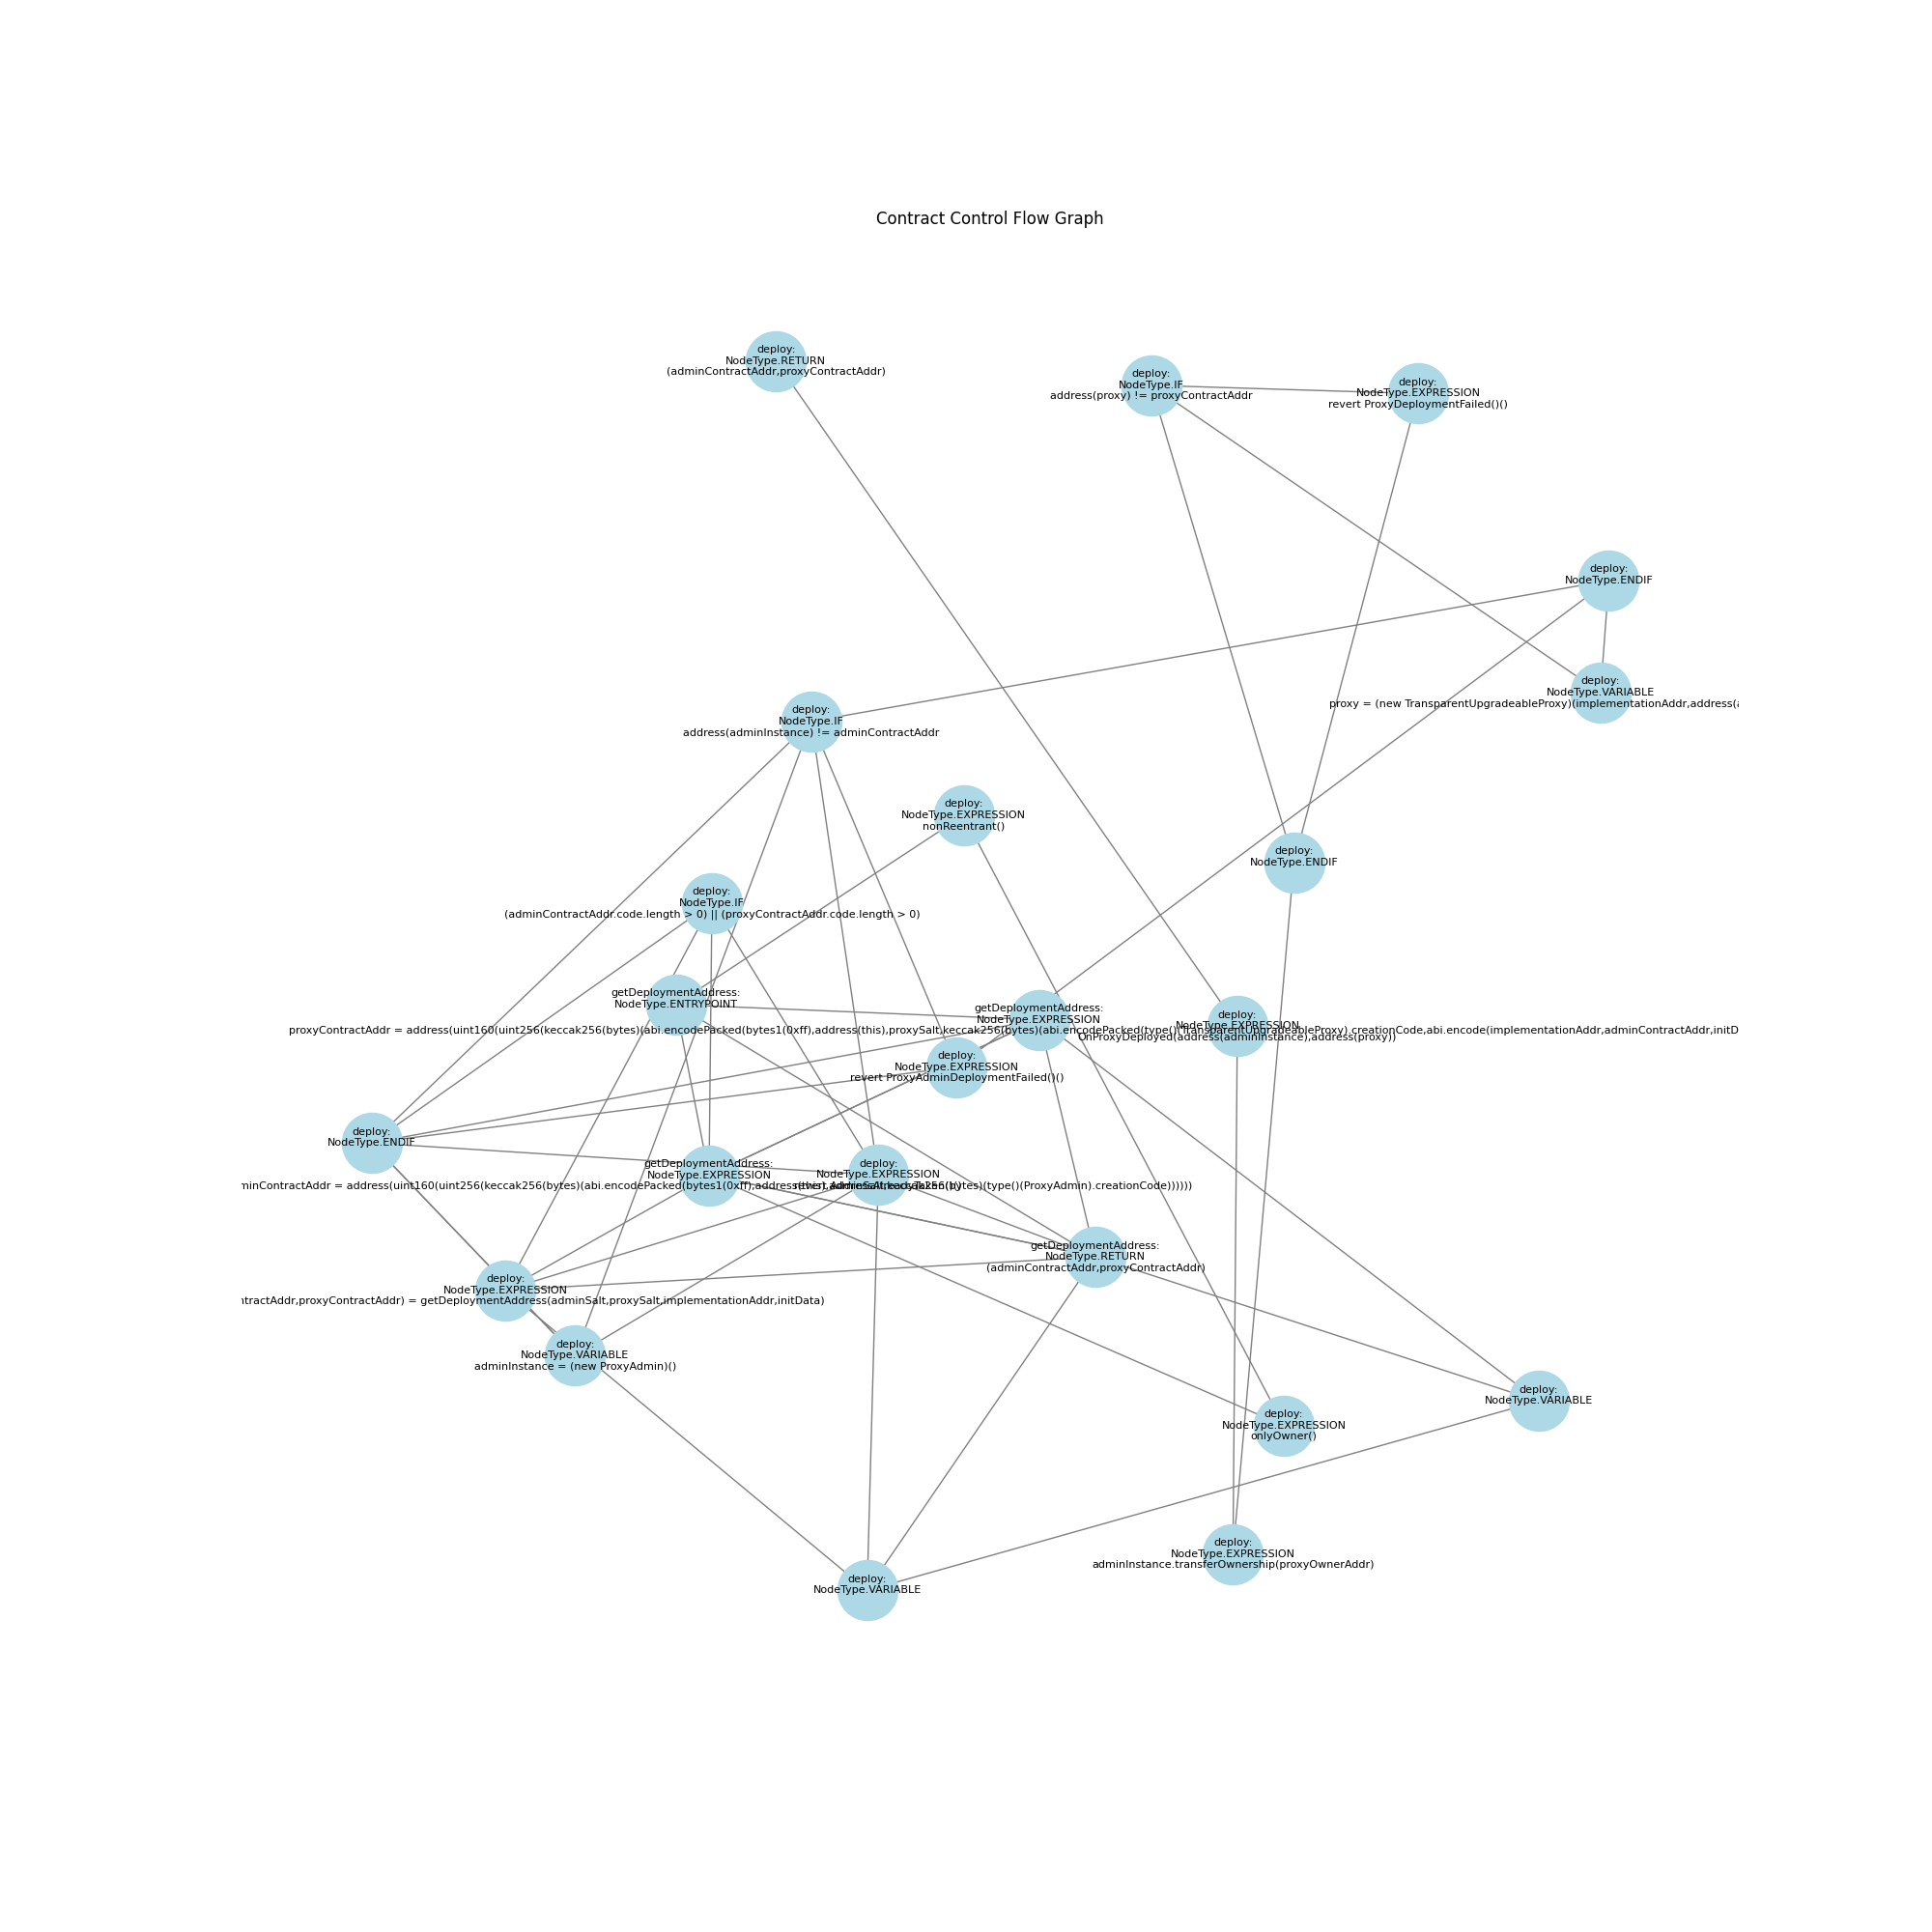 Contract Control Flow Graph
deploy:
NodeType.RETURN
(adminContractAddr,proxyContractAddr)
deploy:
NodeType.IF
address(proxy) != proxyContractAddr
deploy:
NodeType.EXPRESSION
revert ProxyDeploymentFailed()()
deploy:
NodeType.ENDIF
deploy:
NodeType.VARIABLE
proxy = (new TransparentUpgradeableProxy)(implementationAddr,address(
deploy:
NodeType.IF
address(adminInstance) != adminContractAddr
deploy:
NodeType.EXPRESSION
nonReentrant()
deploy:
NodeType.ENDIF
deploy:
NodeType.IF
(adminContractAddr.code.length > 0) || (proxyContractAddr.code.length > 0)
getDeploymentAddress:
NodeType.ENTRYPOINT
getDeploymentAddress:
NodeType.EXPRESSION
proxyContractAddr = address(uint160(uint256(keccak256(bytes)(abi.encodePacked(bytes1(0xff),address(this),proxySalt,keccak256(bytes)(abi.encodePacked(type()(TransparentUpgradeableProxy).creationCode,abi.encode(implementationAddr,adminContractAddr,initD
deploy:
NodeType.EXPRESSION
OnProxyDeployed(address(adminInstance),address(proxy))
deploy:
NodeType.EXPRESSION
revert ProxyAdminDeploymentFailed()()
deploy:
NodeType.ENDIF
getDeploymentAddress:
NodeType.EXPRESSION
minContractAddr = address(uint160(uint256(keccak256(bytes)(abi.encodePacked(bytes1(0xff),address(this),adminSalt,keccak256(bytes)(type()(ProxyAdmin).creationCode))))))
deploy:
NodeType.EXPRESSION
getDeploymentAddress:
NodeType.RETURN
(adminContractAddr,proxyContractAddr)
deploy:
NodeType.EXPRESSION
ntractAddr,proxyContractAddr) = getDeploymentAddress(adminSalt,proxySalt,implementationAddr,initData)
deploy:
NodeType.VARIABLE
adminInstance = (new ProxyAdmin)()
deploy:
NodeType.VARIABLE
deploy:
NodeType.EXPRESSION
onlyOwner()
deploy:
NodeType.EXPRESSION
adminInstance.transferOwnership(proxyOwnerAddr)
deploy:
NodeType.VARIABLE